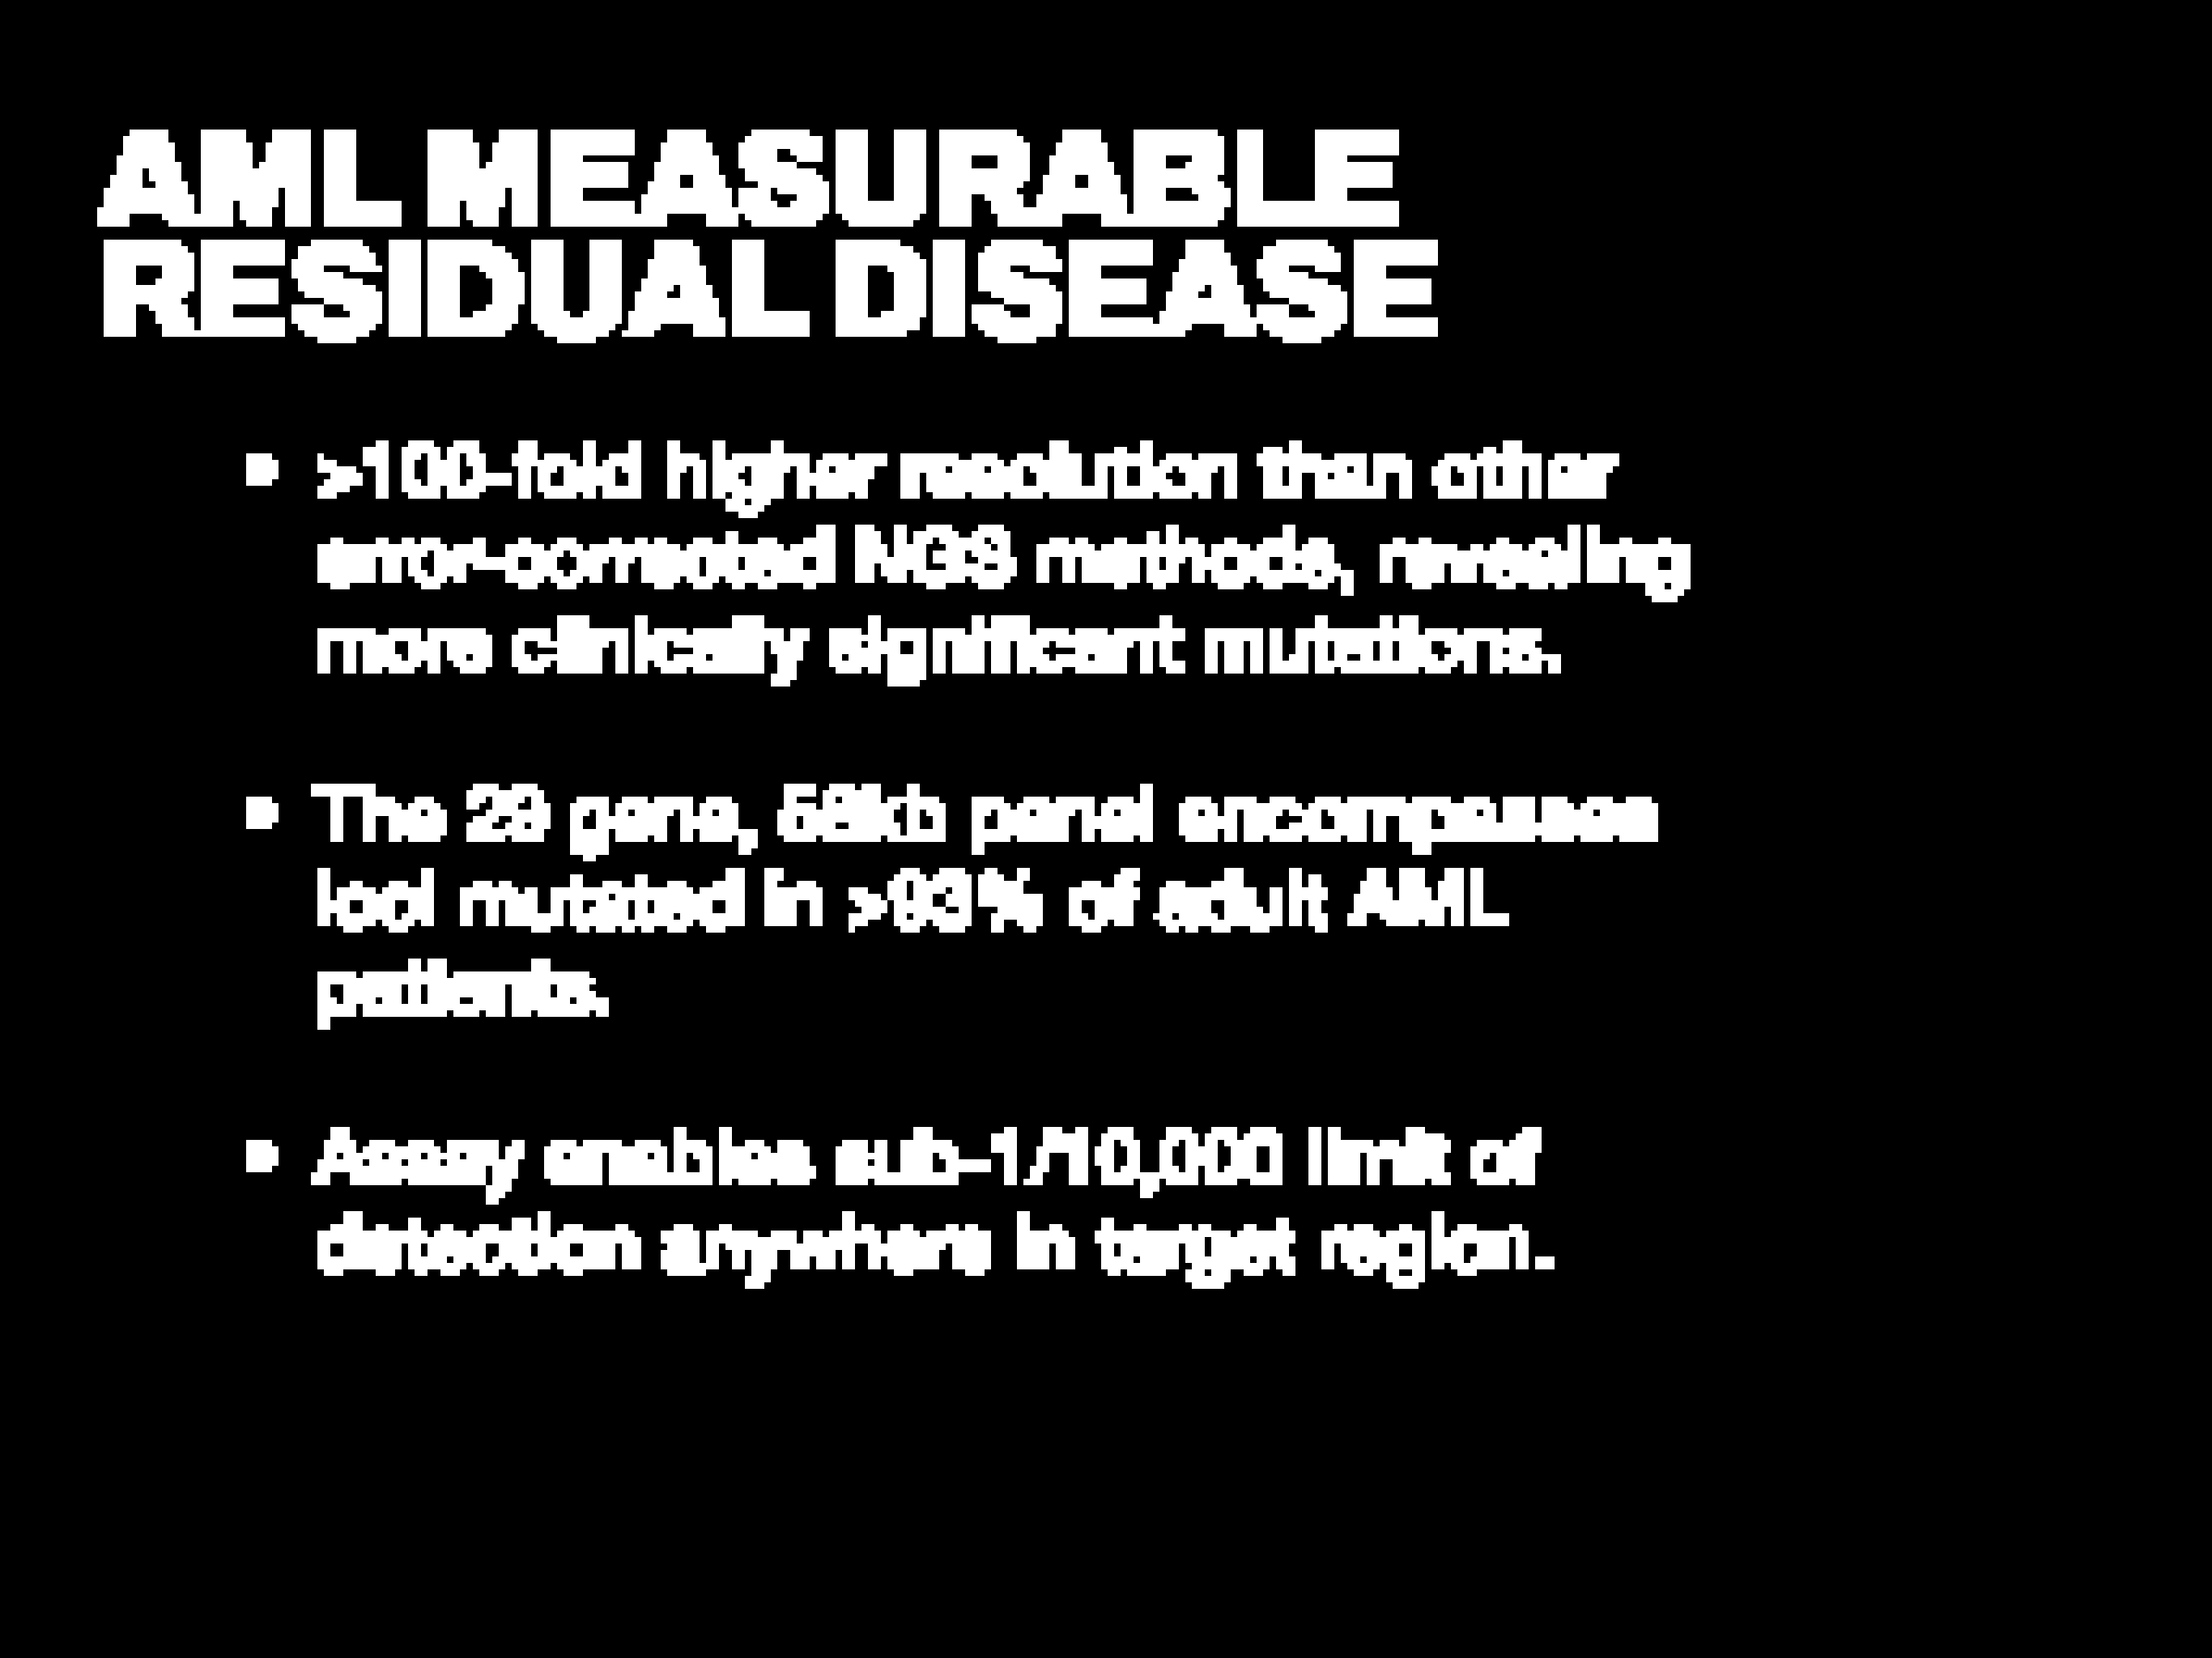 AML MEASURABLE
RESIDUAL DISEASE
• >100-fold higher resolution than other
error-corrected NGS methods, revealing
more clinically significant mutations.
• The gene, panel encompasses
loci mutated in >93% of adult AML
patients.
• Assay enables sub-1/10,000 limit of
detection anywhere in target region.